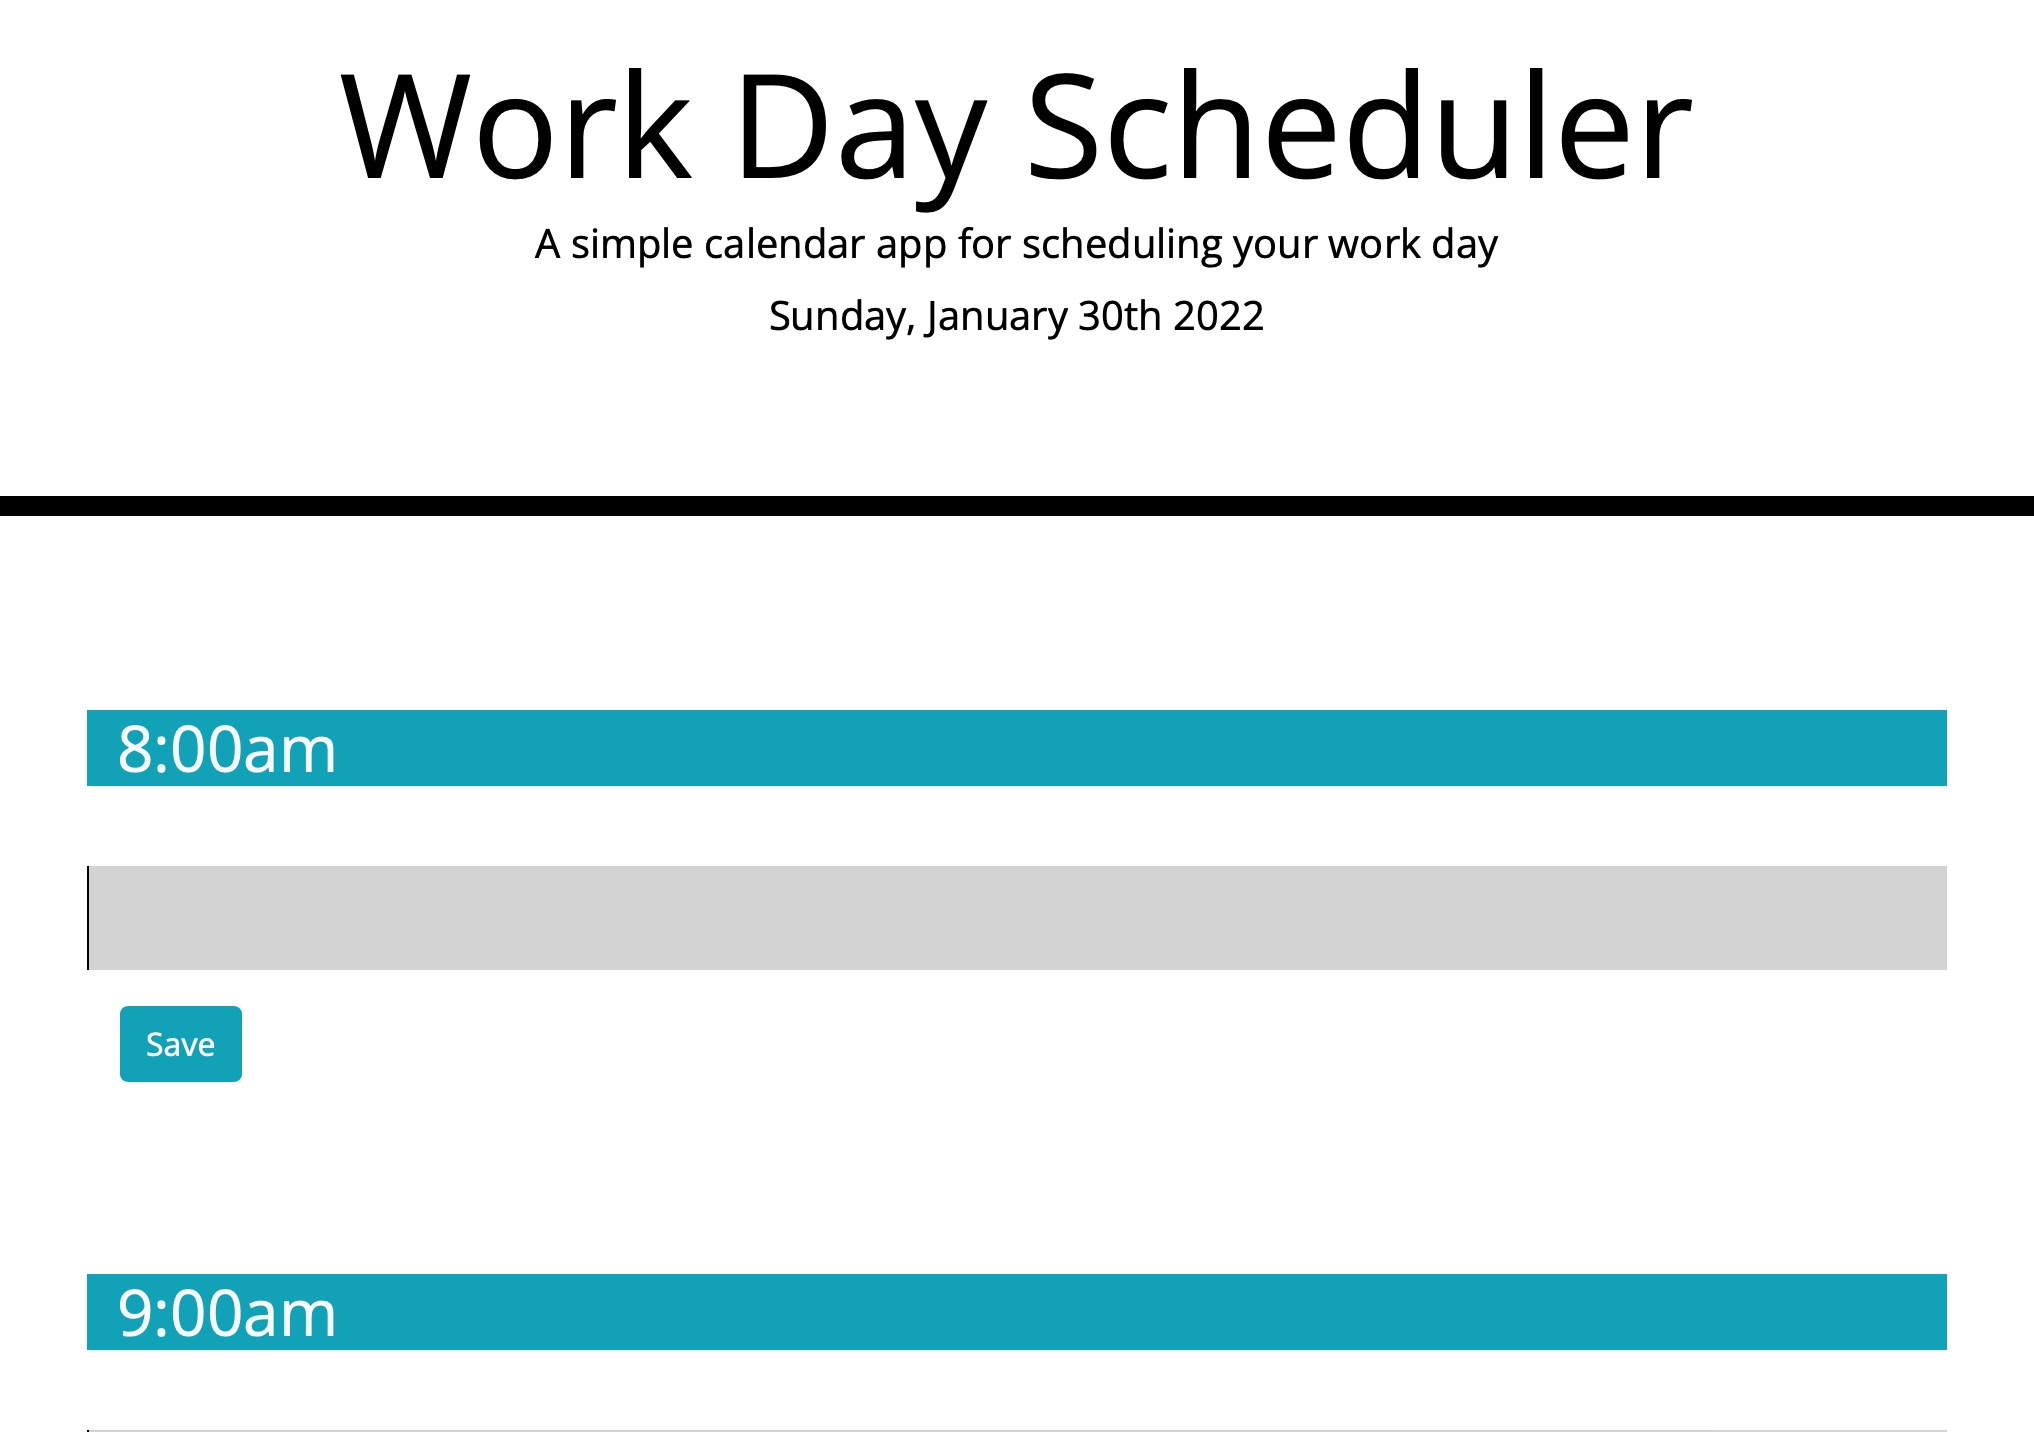 Work Day Scheduler
A simple calendar app for scheduling your work day
Sunday, January 30th 2022
8:00am
Save
9:00am